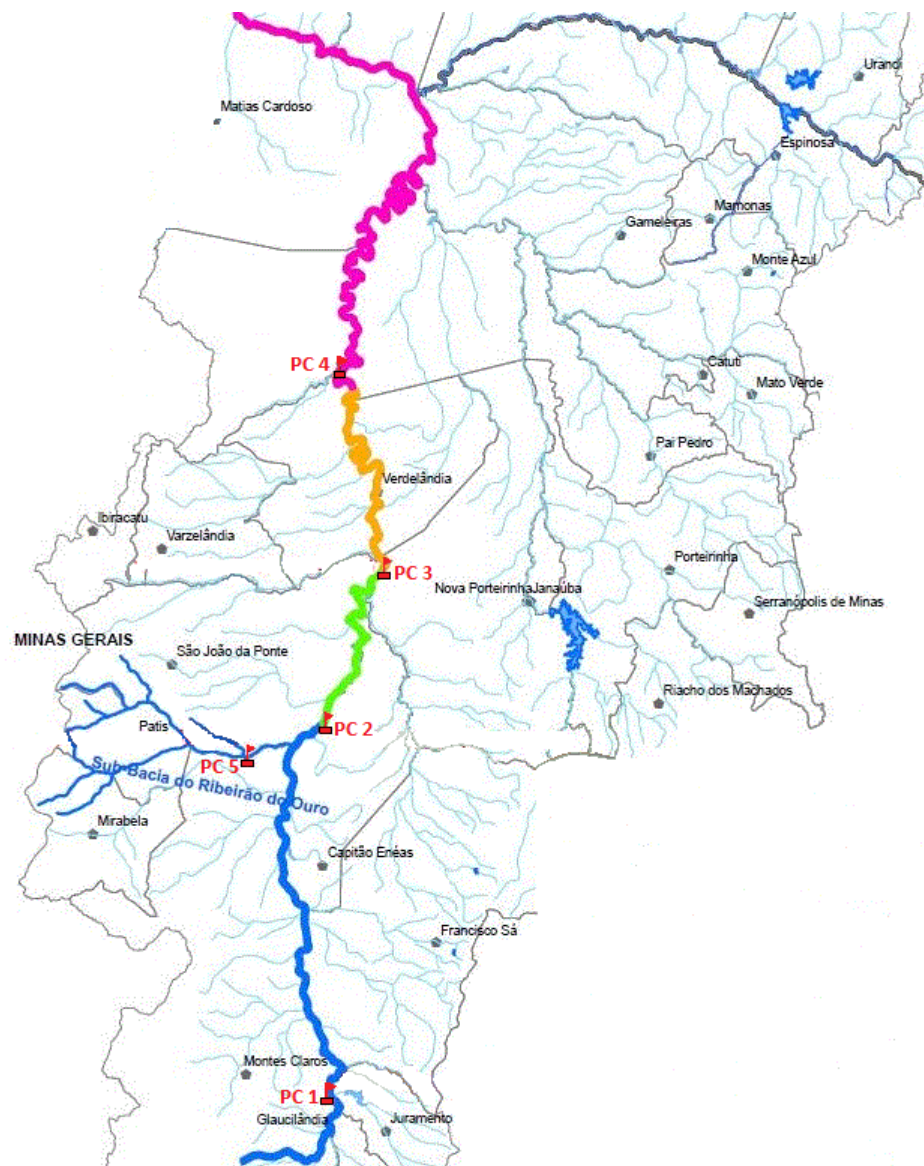 Urandi
Matias Cardoso
Espinosa
Mamonas
Gameleiras
Monte Azul
PC 4
Catuti
Mato Verde
Pai Pedro
Verdelândia
Ibiracatu
Varzelândia
Porteirinha
PC 3
Nova Porteirinha
Janaúba
Serranópolis de Minas
MINAS GERAIS
São João da Ponte
Riacho dos Machados
Patis
PC 2
PC 5
Sub-Bacia do Ribeirão do Ouro
Mirabela
Capitão Enéas
Francisco Sá
Montes Claros
PC 1
Glaucilândia
Juramento